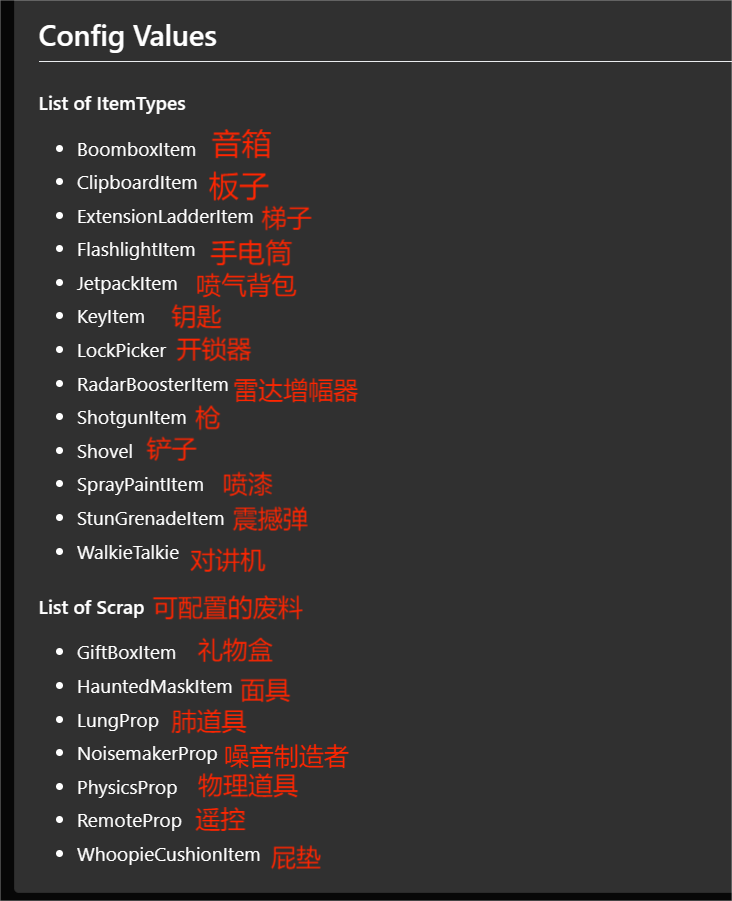 Config Values
List of ItemTypes
BoomboxItem 音箱
ClipboardItem 板子
ExtensionLadderItem 梯子
FlashlightItem 手电筒
JetpackItem 喷气背包
KeyItem 钥匙
LockPicker 开锁器
RadarBoosterItem 雷达增幅器
ShotgunItem 枪
Shovel 铲子
SprayPaintItem 喷漆
StunGrenadeItem 震撼弹
WalkieTalkie 对讲机
List of Scrap 可配置的废料
GiftBoxItem 礼物盒
HauntedMaskItem 面具
LungProp 肺道具
NoisemakerProp 噪音制造者
PhysicsProp 物理道具
RemoteProp 遥控
WhoopieCushionItem 屁垫